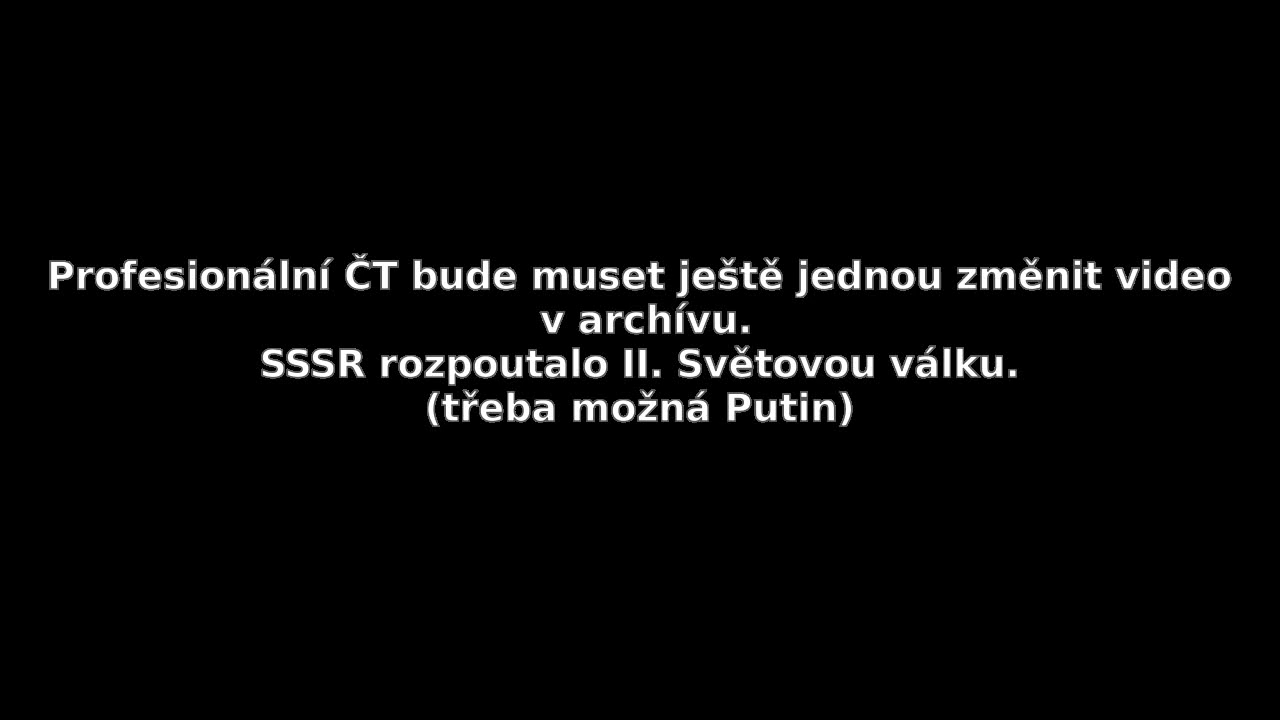 Profesionální ČT bude muset ještě jednou změnit video
v archívu.
SSSR rozpoutalo II. Světovou válku.
(třeba možná Putin)